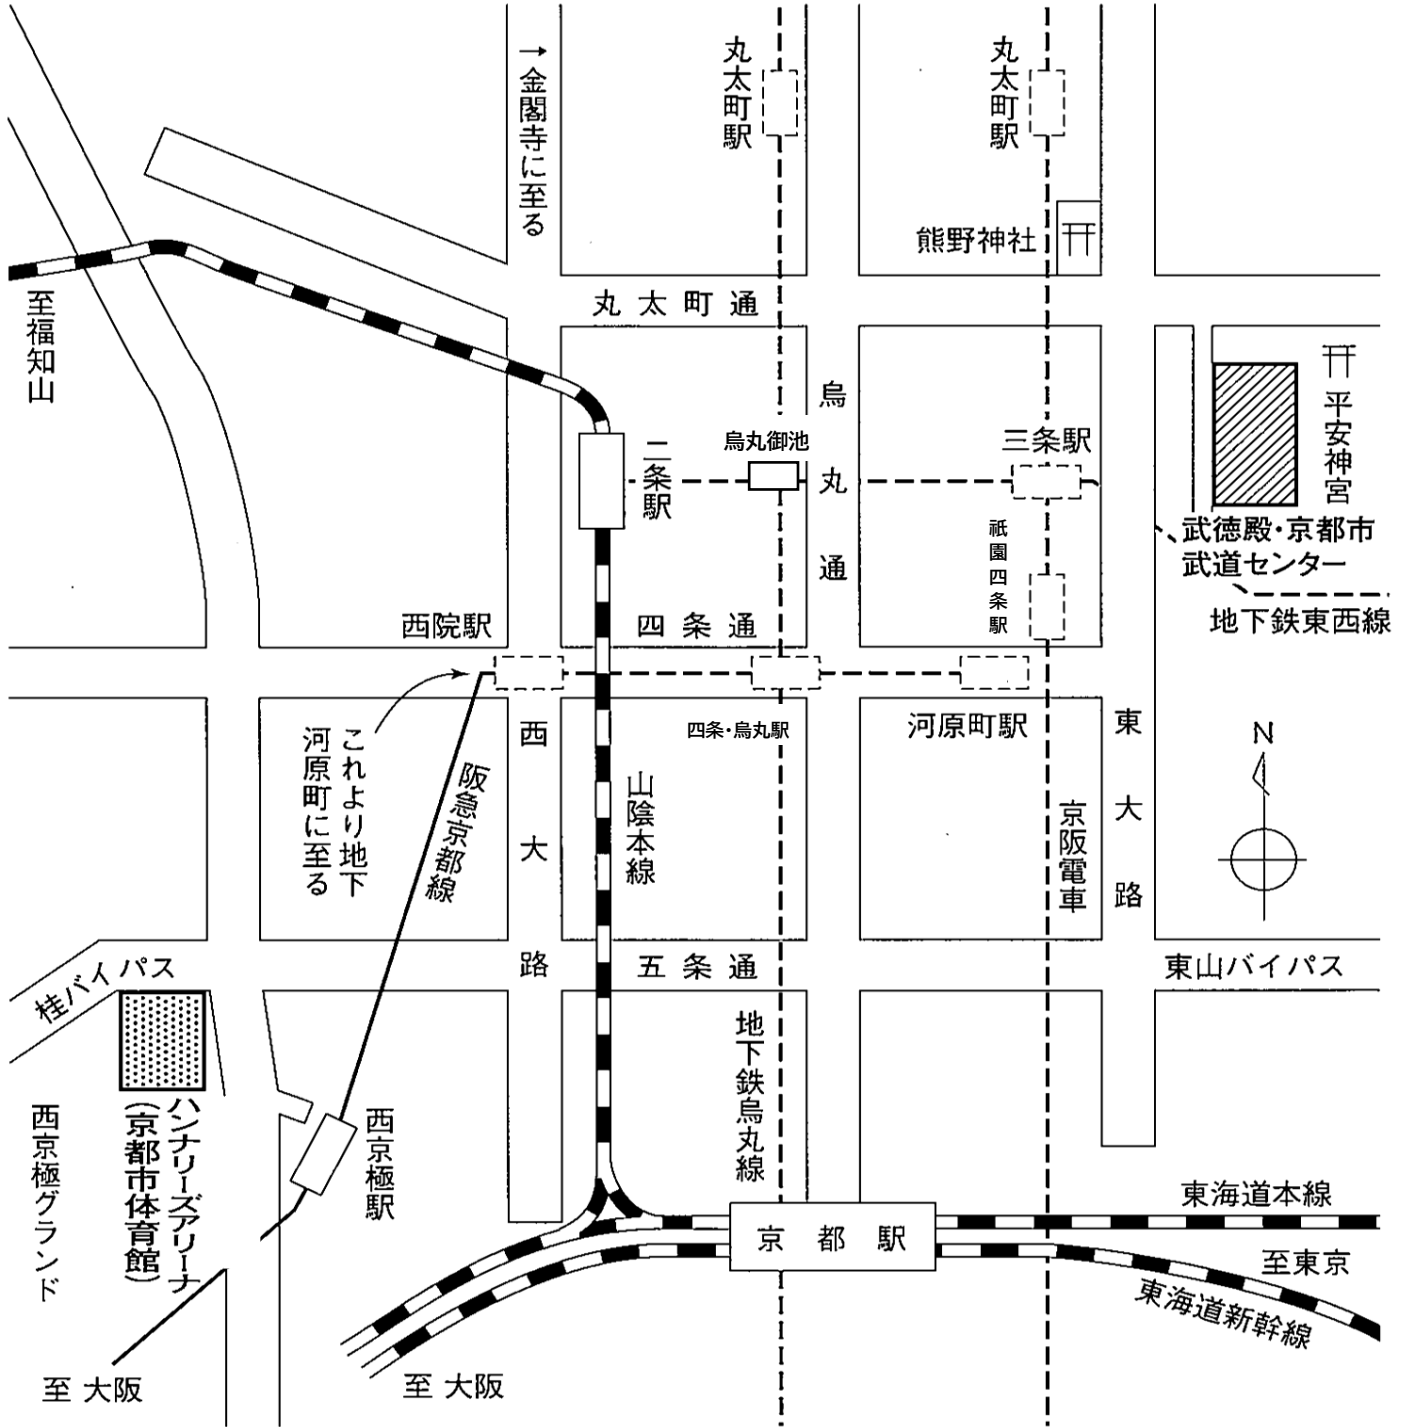 →金閣寺に至る
丸太町駅
丸太町駅
熊野神社
丸太町通
至福知山
烏丸通
二条駅
烏丸御池
三条駅
平安神宮
武徳殿・京都市
武道センター
地下鉄東西線
祇園四条駅
西院駅
四条通
四条・烏丸駅
河原町駅
これより地下
河原町に至る
阪急京都線
西大路
山陰本線
京阪電車
東大路
N
桂バイパス
五条通
東山バイパス
地下鉄烏丸線
西京極グランド
ハンナリーズアリーナ
(京都市体育館)
西京極駅
京都駅
東海道本線
至東京
東海道新幹線
至 大阪
至 大阪